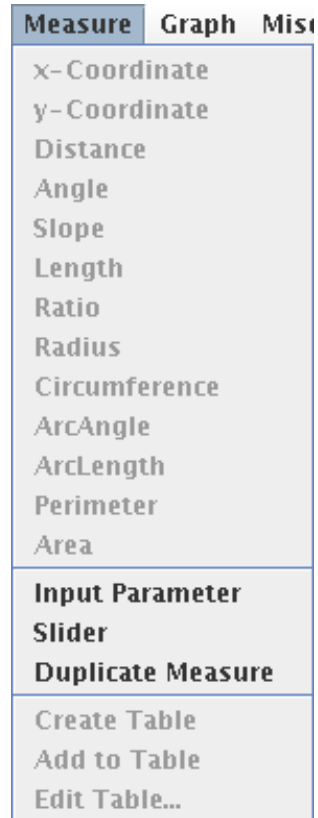 Measure Graph Misc
x-Coordinate
y-Coordinate
Distance
Angle
Slope
Length
Ratio
Radius
Circumference
ArcAngle
ArcLength
Perimeter
Area
Input Parameter
Slider
Duplicate Measure
Create Table
Add to Table
Edit Table...